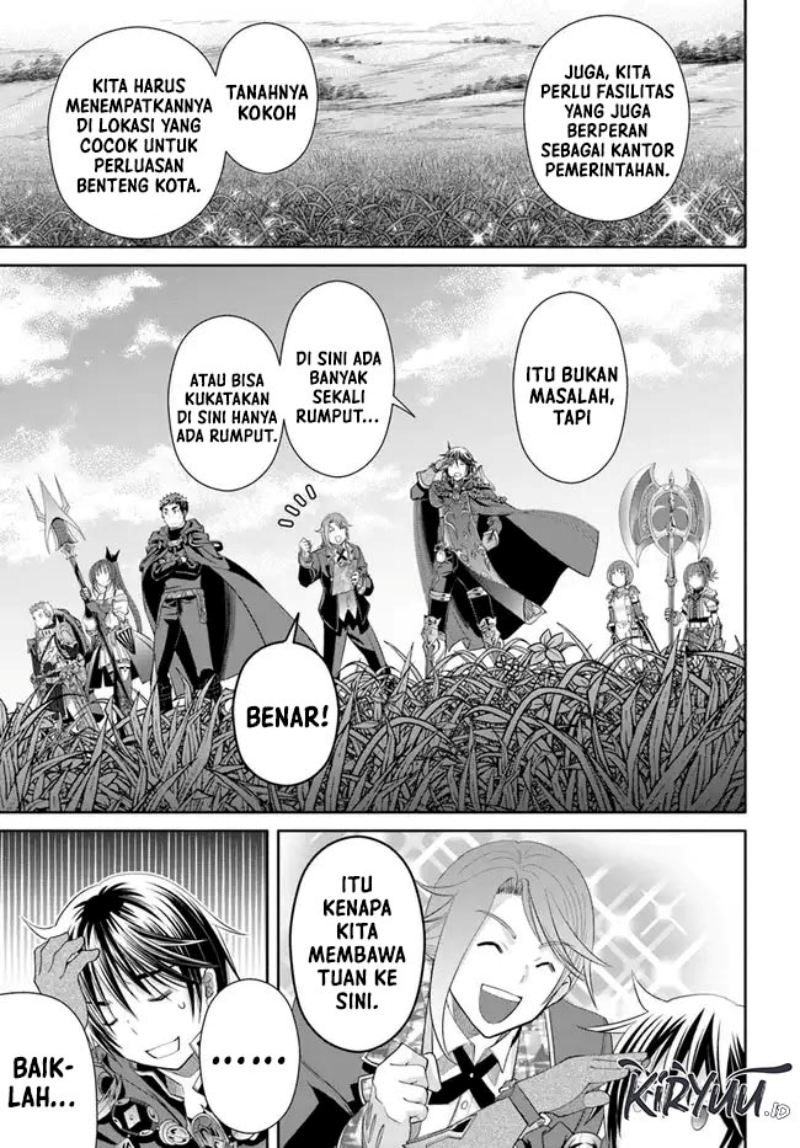 JUGA, KITA
PERLU FASILITAS
YANG JUGA
BERPERAN
SEBAGAI KANTOR
PEMERINTAHAN.
TANAHNYA
KOKOH
KITA HARUS
MENEMPATKANNYA
DI LOKASI YANG
COCOK UNTUK
PERLUASAN
BENTENG KOTA.
ITU BUKAN
MASALAH,
TAPI
DI SINI ADA
BANYAK
SEKALI
RUMPUT...
ATAU BISA
KUKATAKAN
DI SINI HANYA
ADA RUMPUT.
BENAR!
ITU
KENAPA
KITA
MEMBAWA
TUAN KE
SINI.
......
BAIK-
LAH...
KIRYUU.ID